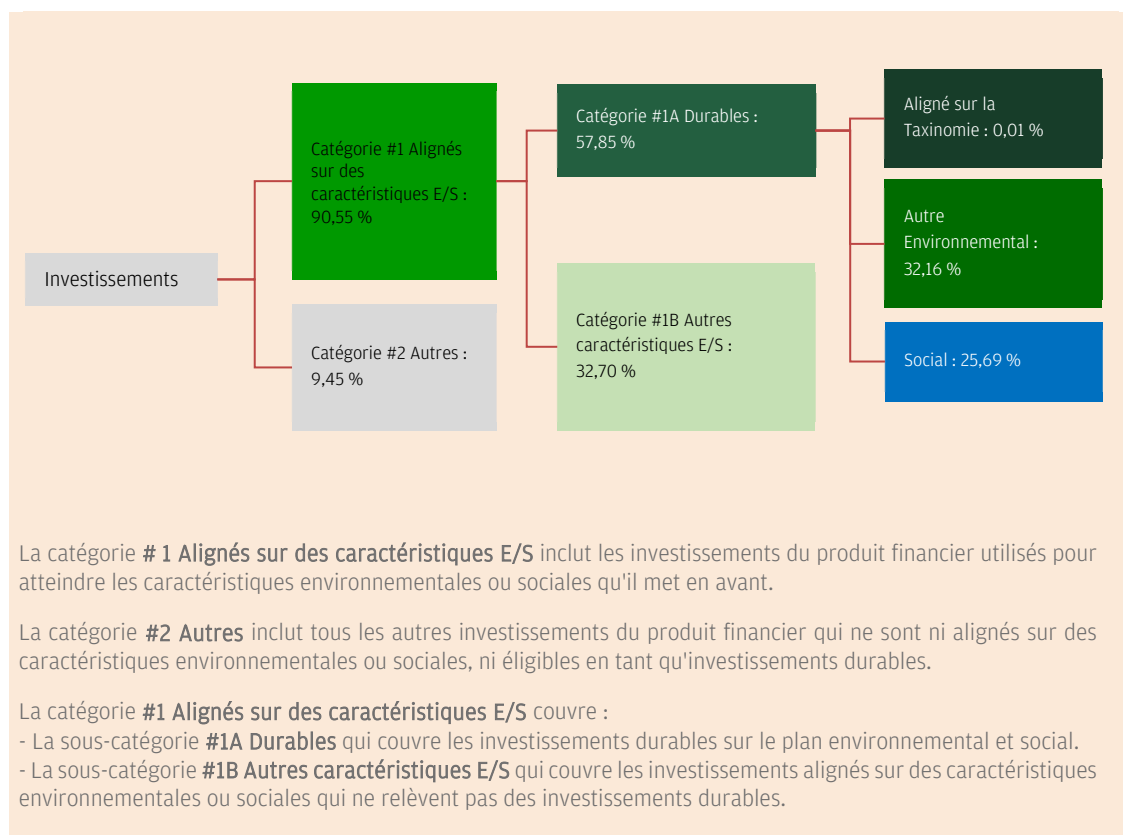 Investissements
Catégorie #1 Alignés
sur des
caractéristiques E/S :
90,55 %
Catégorie #2 Autres :
9,45 %
Catégorie #1A Durables :
57,85 %
Catégorie #1B Autres
caractéristiques E/S :
32,70 %
Aligné sur la
Taxinomie : 0,01 %
Autre
Environnemental :
32,16 %
Social : 25,69 %
La catégorie # 1 Alignés sur des caractéristiques E/S inclut les investissements du produit financier utilisés pour
atteindre les caractéristiques environnementales ou sociales qu'il met en avant.
La catégorie #2 Autres inclut tous les autres investissements du produit financier qui ne sont ni alignés sur des
caractéristiques environnementales ou sociales, ni éligibles en tant qu'investissements durables.
La catégorie #1 Alignés sur des caractéristiques E/S couvre :
- La sous-catégorie #1A Durables qui couvre les investissements durables sur le plan environnemental et social.
- La sous-catégorie #1B Autres caractéristiques E/S qui couvre les investissements alignés sur des caractéristiques
environnementales ou sociales qui ne relèvent pas des investissements durables.